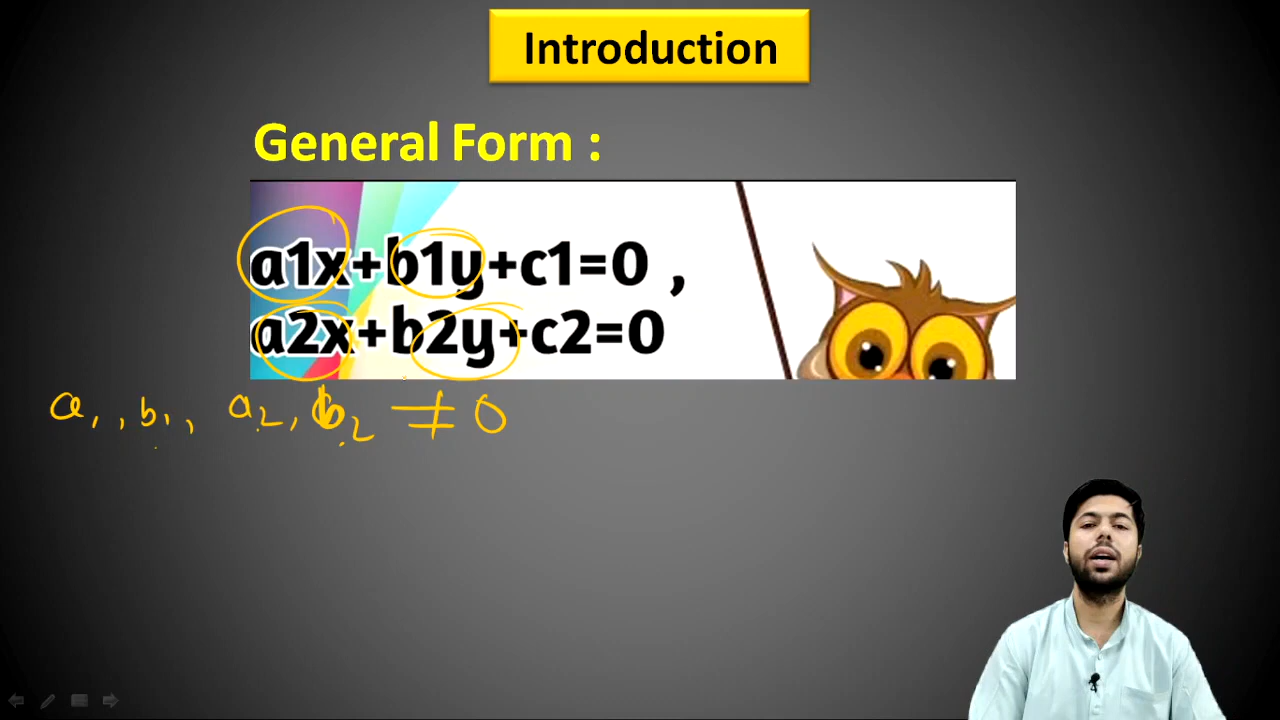 Introduction
General Form :
a1x+b1y+c1=0 ,
a2x+b2y+c2=0
a₁, b₁, a₂, b₂ ≠ 0